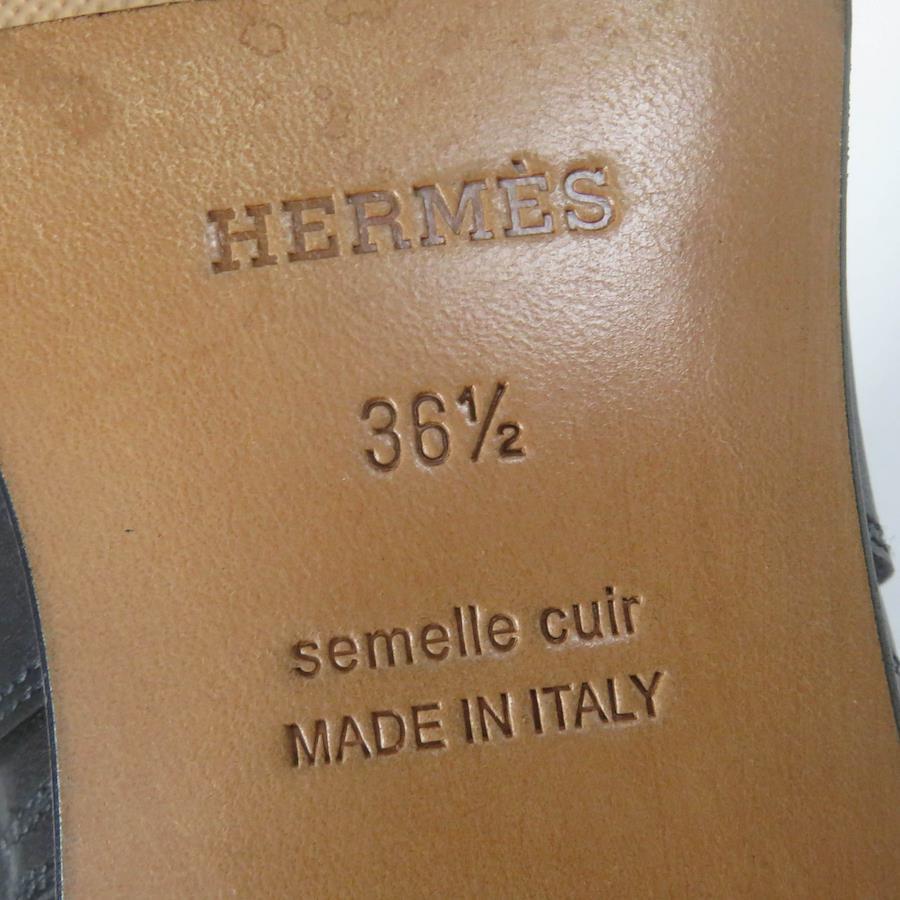 HERMÈS
36½
semelle cuir
MADE IN ITALY